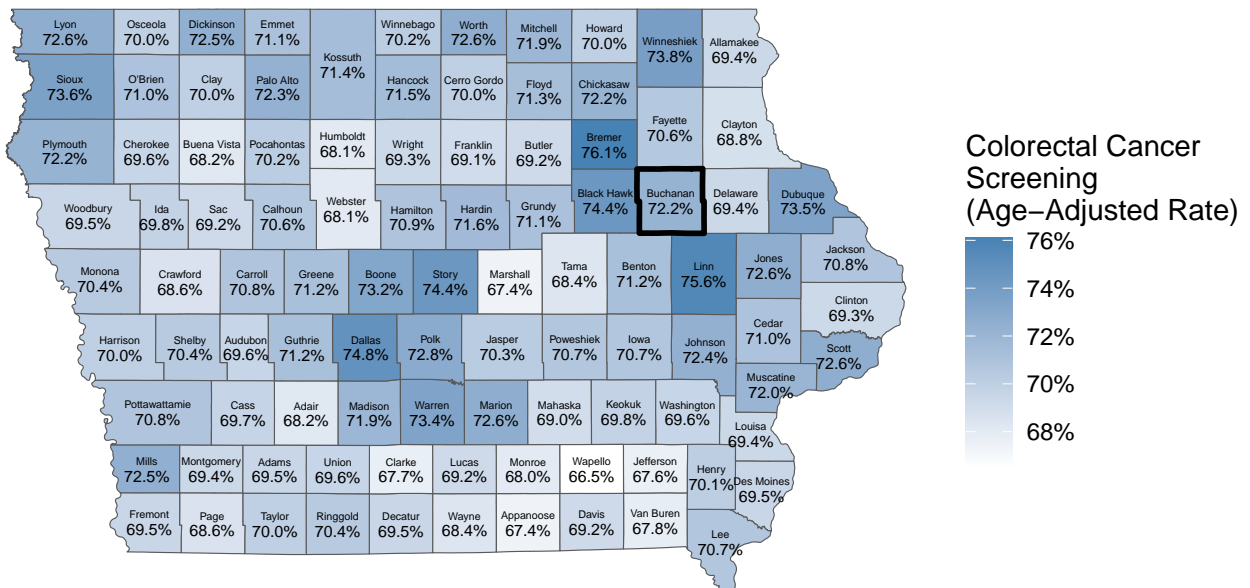 Lyon
72.6%
Osceola
70.0%
Dickinson
72.5%
Emmet
71.1%
Kossuth
71.4%
Winnebago
70.2%
Worth
72.6%
Mitchell
71.9%
Howard
70.0%
Winneshiek
73.8%
Allamakee
69.4%
Sioux
73.6%
O'Brien
71.0%
Clay
70.0%
Palo Alto
72.3%
Hancock
71.5%
Cerro Gordo
70.0%
Floyd
71.3%
Chickasaw
72.2%
Fayette
70.6%
Clayton
68.8%
Plymouth
72.2%
Cherokee
69.6%
Buena Vista
68.2%
Pocahontas
70.2%
Humboldt
68.1%
Wright
69.3%
Franklin
69.1%
Butler
69.2%
Bremer
76.1%
Woodbury
69.5%
Ida
69.8%
Sac
69.2%
Calhoun
70.6%
Webster
68.1%
Hamilton
70.9%
Hardin
71.6%
Grundy
71.1%
Black Hawk
74.4%
Buchanan
72.2%
Delaware
69.4%
Dubuque
73.5%
Monona
70.4%
Crawford
68.6%
Carroll
70.8%
Greene
71.2%
Boone
73.2%
Story
74.4%
Marshall
67.4%
Tama
68.4%
Benton
71.2%
Linn
75.6%
Jones
72.6%
Jackson
70.8%
Clinton
69.3%
Harrison
70.0%
Shelby
70.4%
Audubon
69.6%
Guthrie
71.2%
Dallas
74.8%
Polk
72.8%
Jasper
70.3%
Poweshiek
70.7%
Iowa
70.7%
Johnson
72.4%
Cedar
71.0%
Scott
72.6%
Muscatine
72.0%
Pottawattamie
70.8%
Cass
69.7%
Adair
68.2%
Madison
71.9%
Warren
73.4%
Marion
72.6%
Mahaska
69.0%
Keokuk
69.8%
Washington
69.6%
Louisa
69.4%
Mills
72.5%
Montgomery
69.4%
Adams
69.5%
Union
69.6%
Clarke
67.7%
Lucas
69.2%
Monroe
68.0%
Wapello
66.5%
Jefferson
67.6%
Henry
70.1%
Des Moines
69.5%
Fremont
69.5%
Page
68.6%
Taylor
70.0%
Ringgold
70.4%
Decatur
69.5%
Wayne
68.4%
Appanoose
67.4%
Davis
69.2%
Van Buren
67.8%
Lee
70.7%
Colorectal Cancer
Screening
(Age−Adjusted Rate)
76%
74%
72%
70%
68%